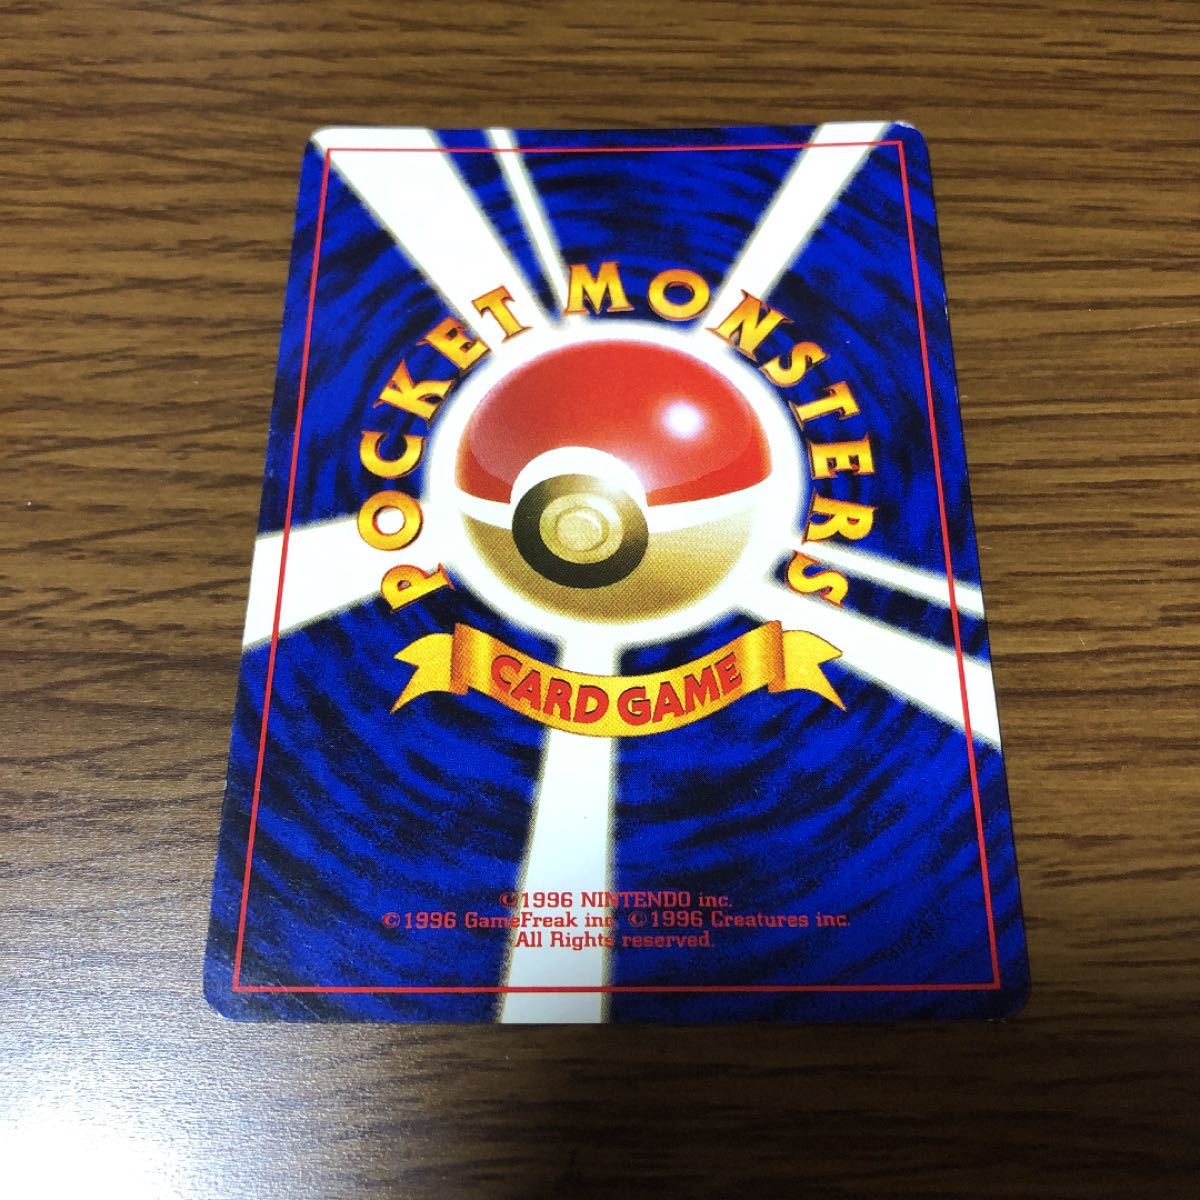 POCKET MONSTERS
CARD GAME
©1996 NINTENDO inc.
©1996 GameFreak inc. ©1996 Creatures inc.
All Rights reserved.